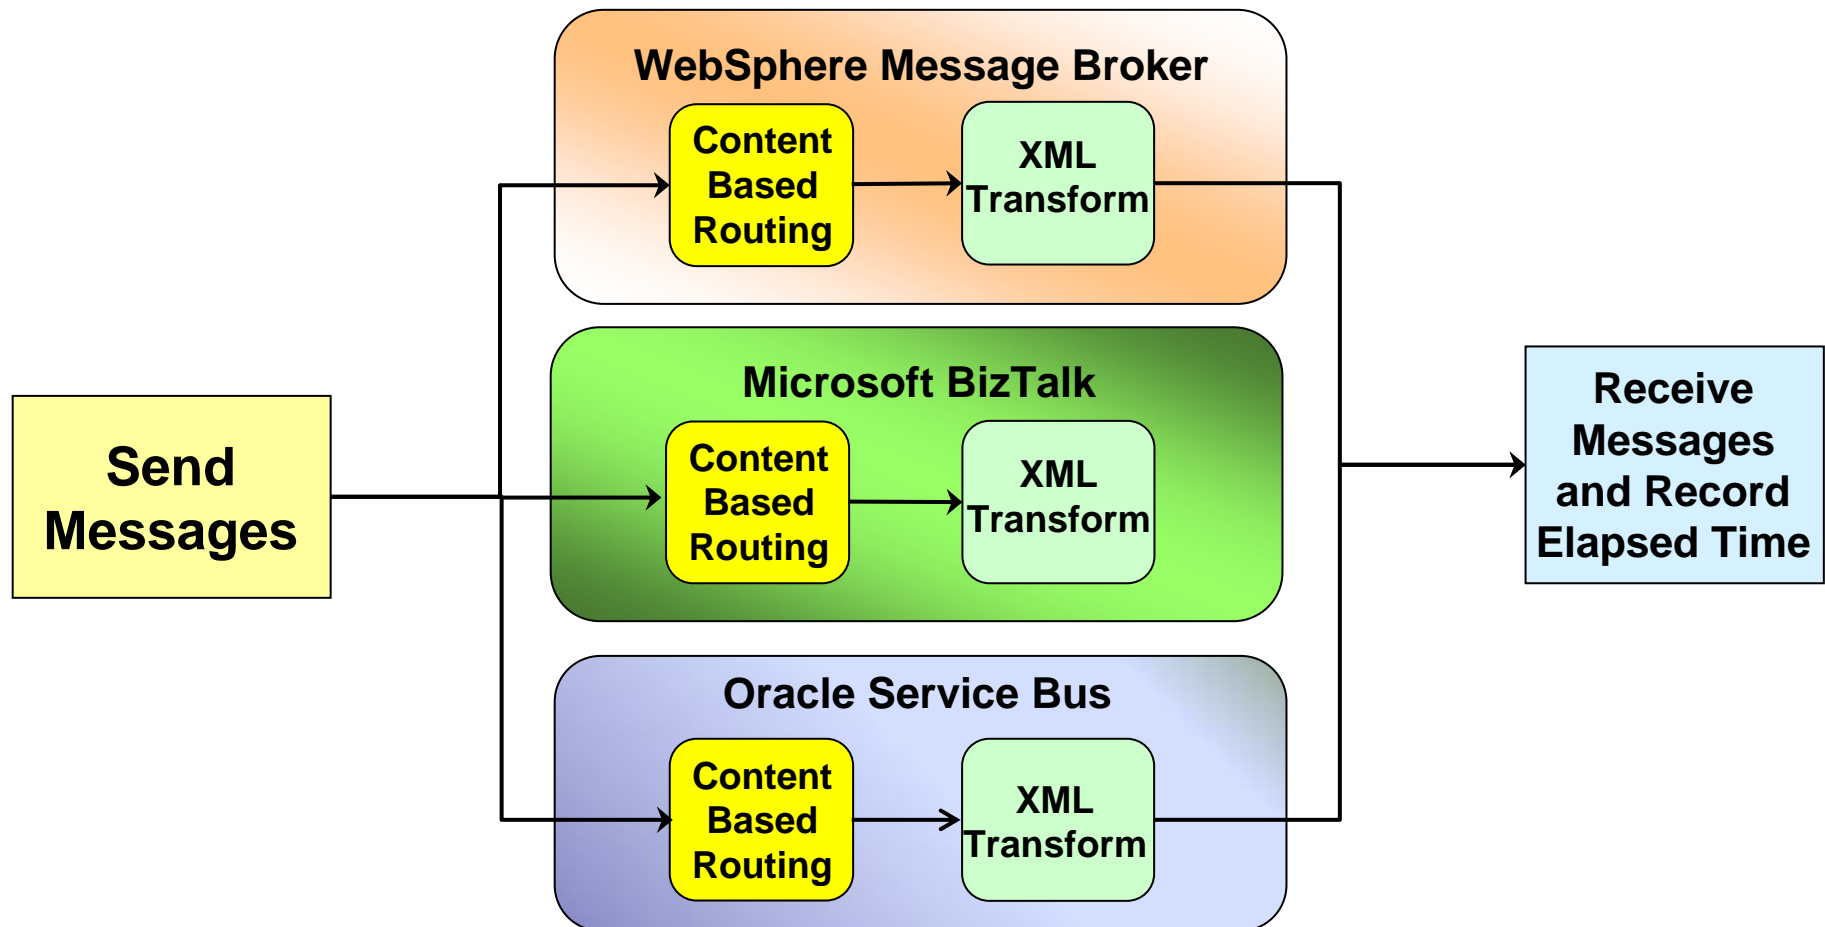 WebSphere Message Broker
Content
Based
Routing
XML
Transform
Microsoft BizTalk
Content
Based
Routing
XML
Transform
Send
Messages
Receive
Messages
and Record
Elapsed Time
Oracle Service Bus
Content
Based
Routing
XML
Transform